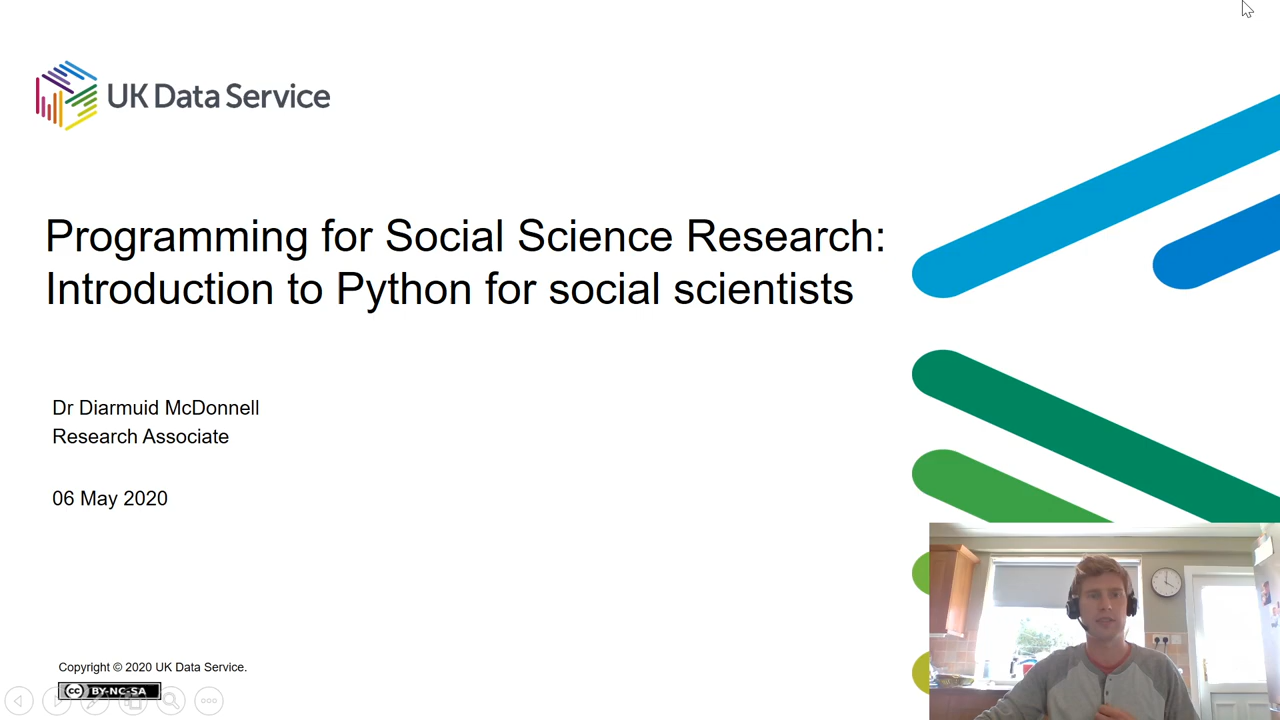 UK Data Service
Programming for Social Science Research:
Introduction to Python for social scientists
Dr Diarmuid McDonnell
Research Associate
06 May 2020
Copyright © 2020 UK Data Service.
cc BY-NC-SA